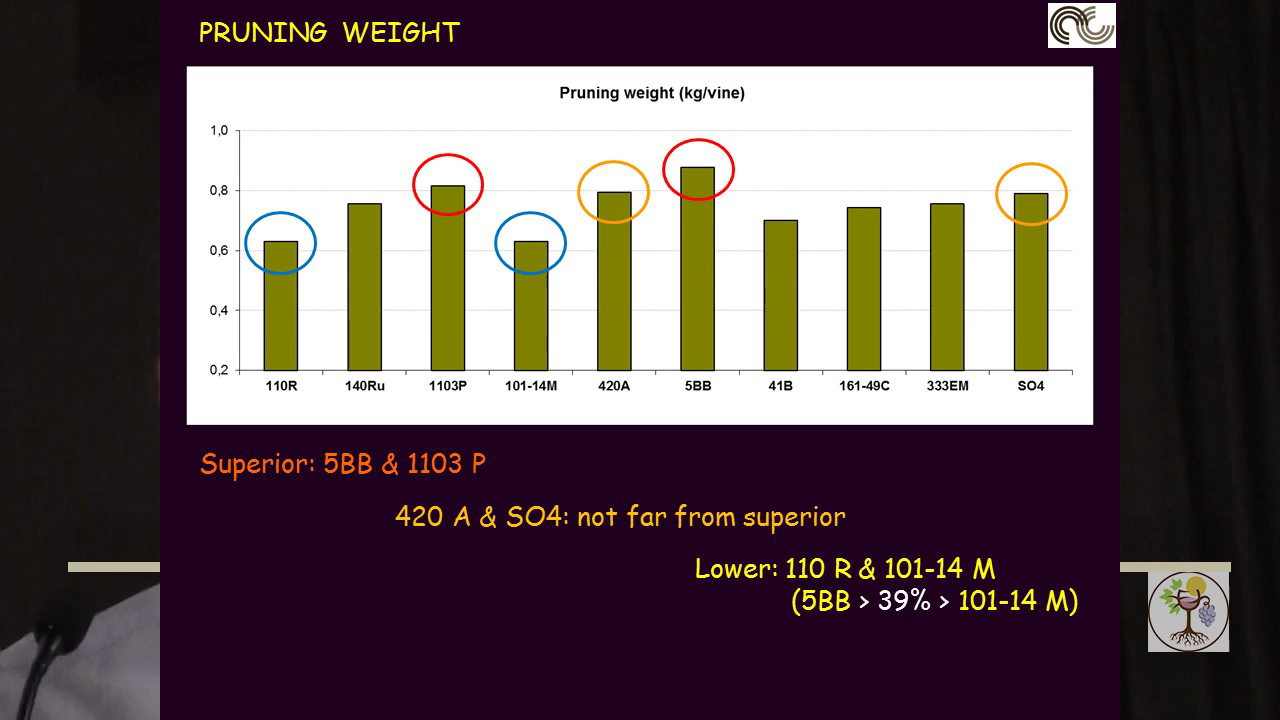 PRUNING WEIGHT
Pruning weight (kg/vine)
1,0
0,8
0,6
0,4
0,2
110R 140Ru 1103P 101-14M 420A 5BB 41B 161-49C 333EM SO4
Superior: 5BB & 1103 P
420 A & SO4: not far from superior
Lower: 110 R & 101-14 M
(5BB > 39% > 101-14 M)